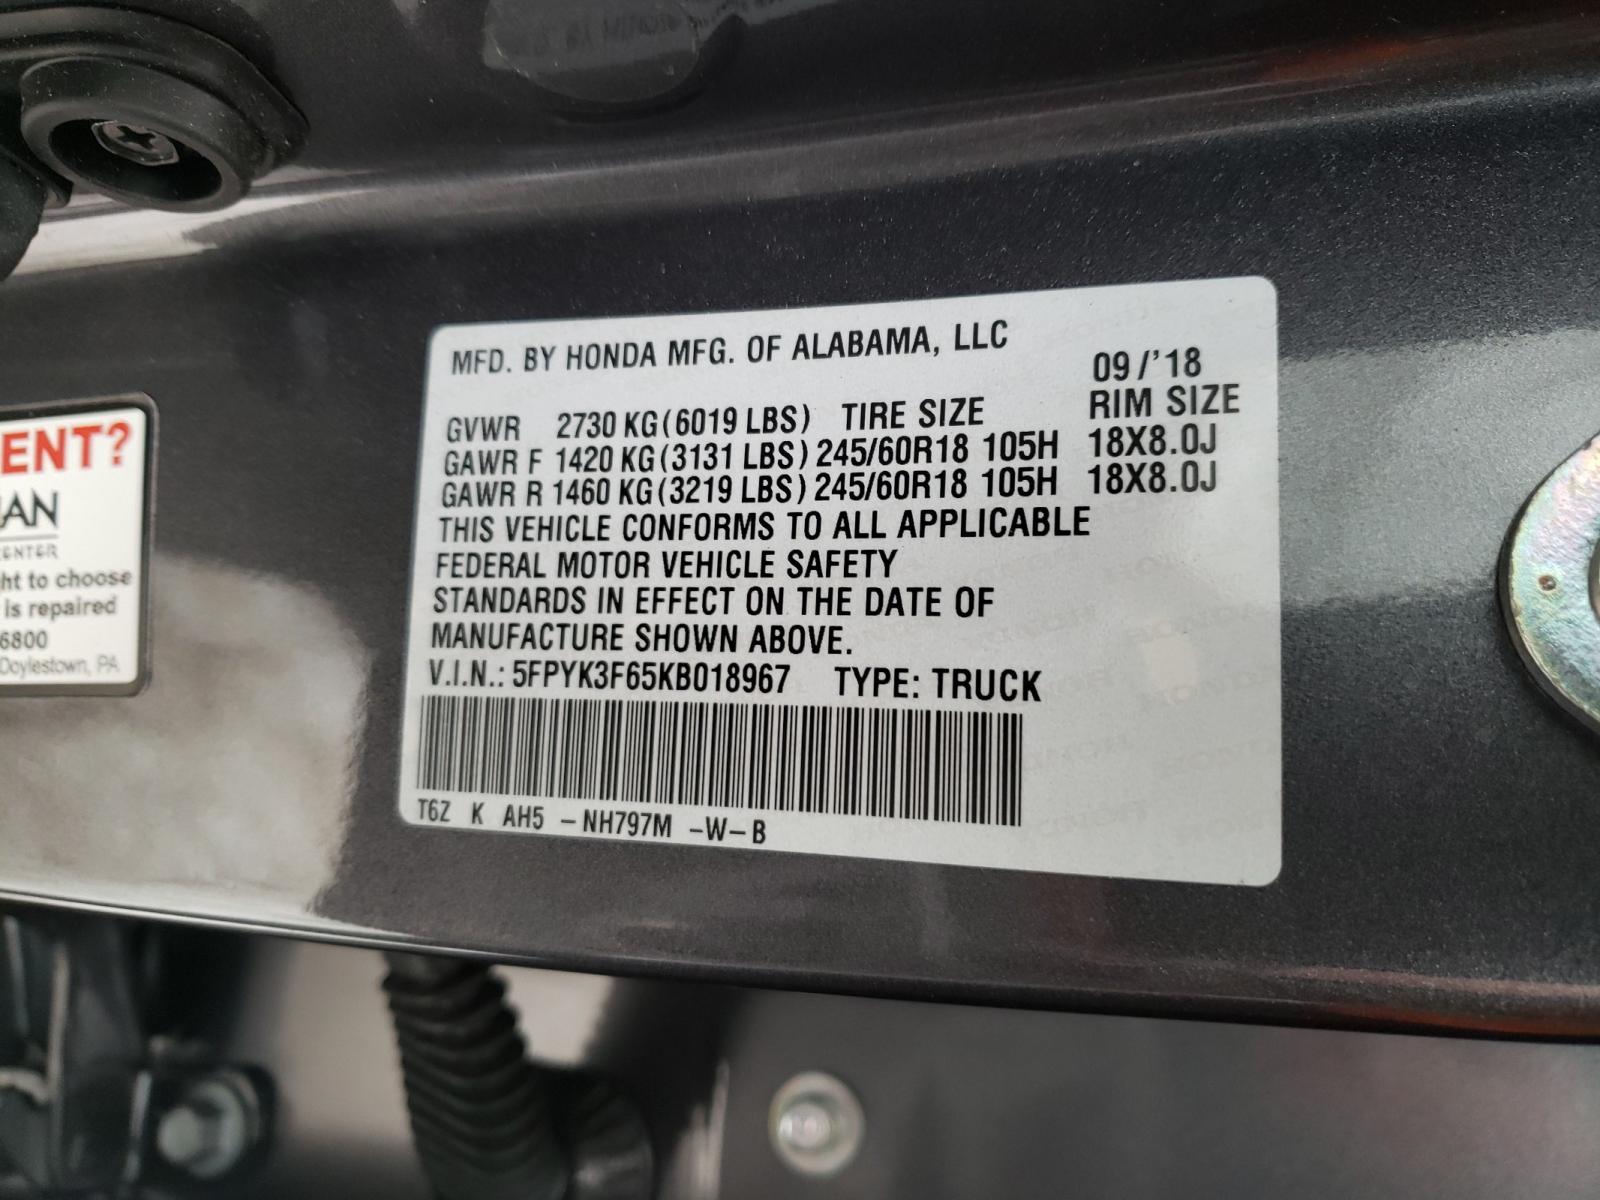 MFD. BY HONDA MFG. OF ALABAMA, LLC
09/'18
GVWR 2730 KG(6019 LBS) TIRE SIZE RIM SIZE
GAWR F 1420 KG(3131 LBS) 245/60R18 105H 18X8.0J
GAWR R 1460 KG(3219 LBS) 245/60R18 105H 18X8.0J
THIS VEHICLE CONFORMS TO ALL APPLICABLE
FEDERAL MOTOR VEHICLE SAFETY
STANDARDS IN EFFECT ON THE DATE OF
MANUFACTURE SHOWN ABOVE.
V.I.N.: 5FPYK3F65KB018967 TYPE: TRUCK
T6Z K AH5 -NH797M -W-B
ENT?
AN
ENTER
ht to choose
is repaired
6800
Doylestown, PA